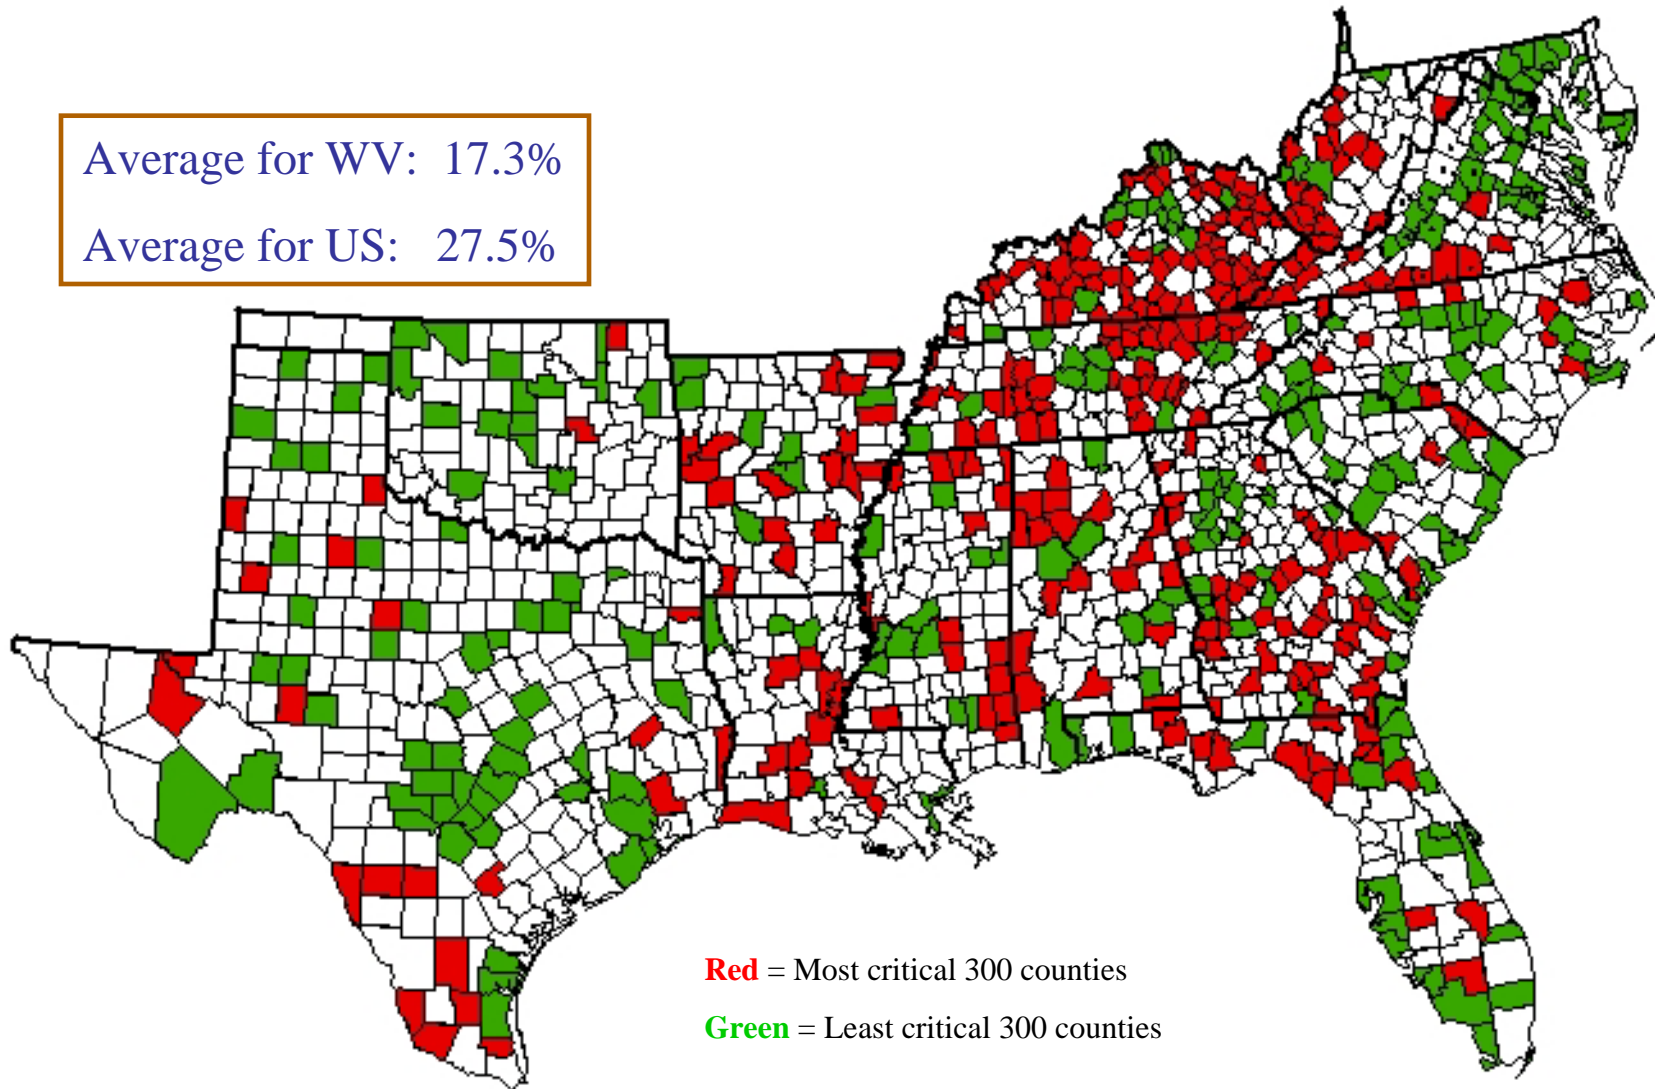 Average for WV: 17.3%
Average for US: 27.5%
Red = Most critical 300 counties
Green = Least critical 300 counties